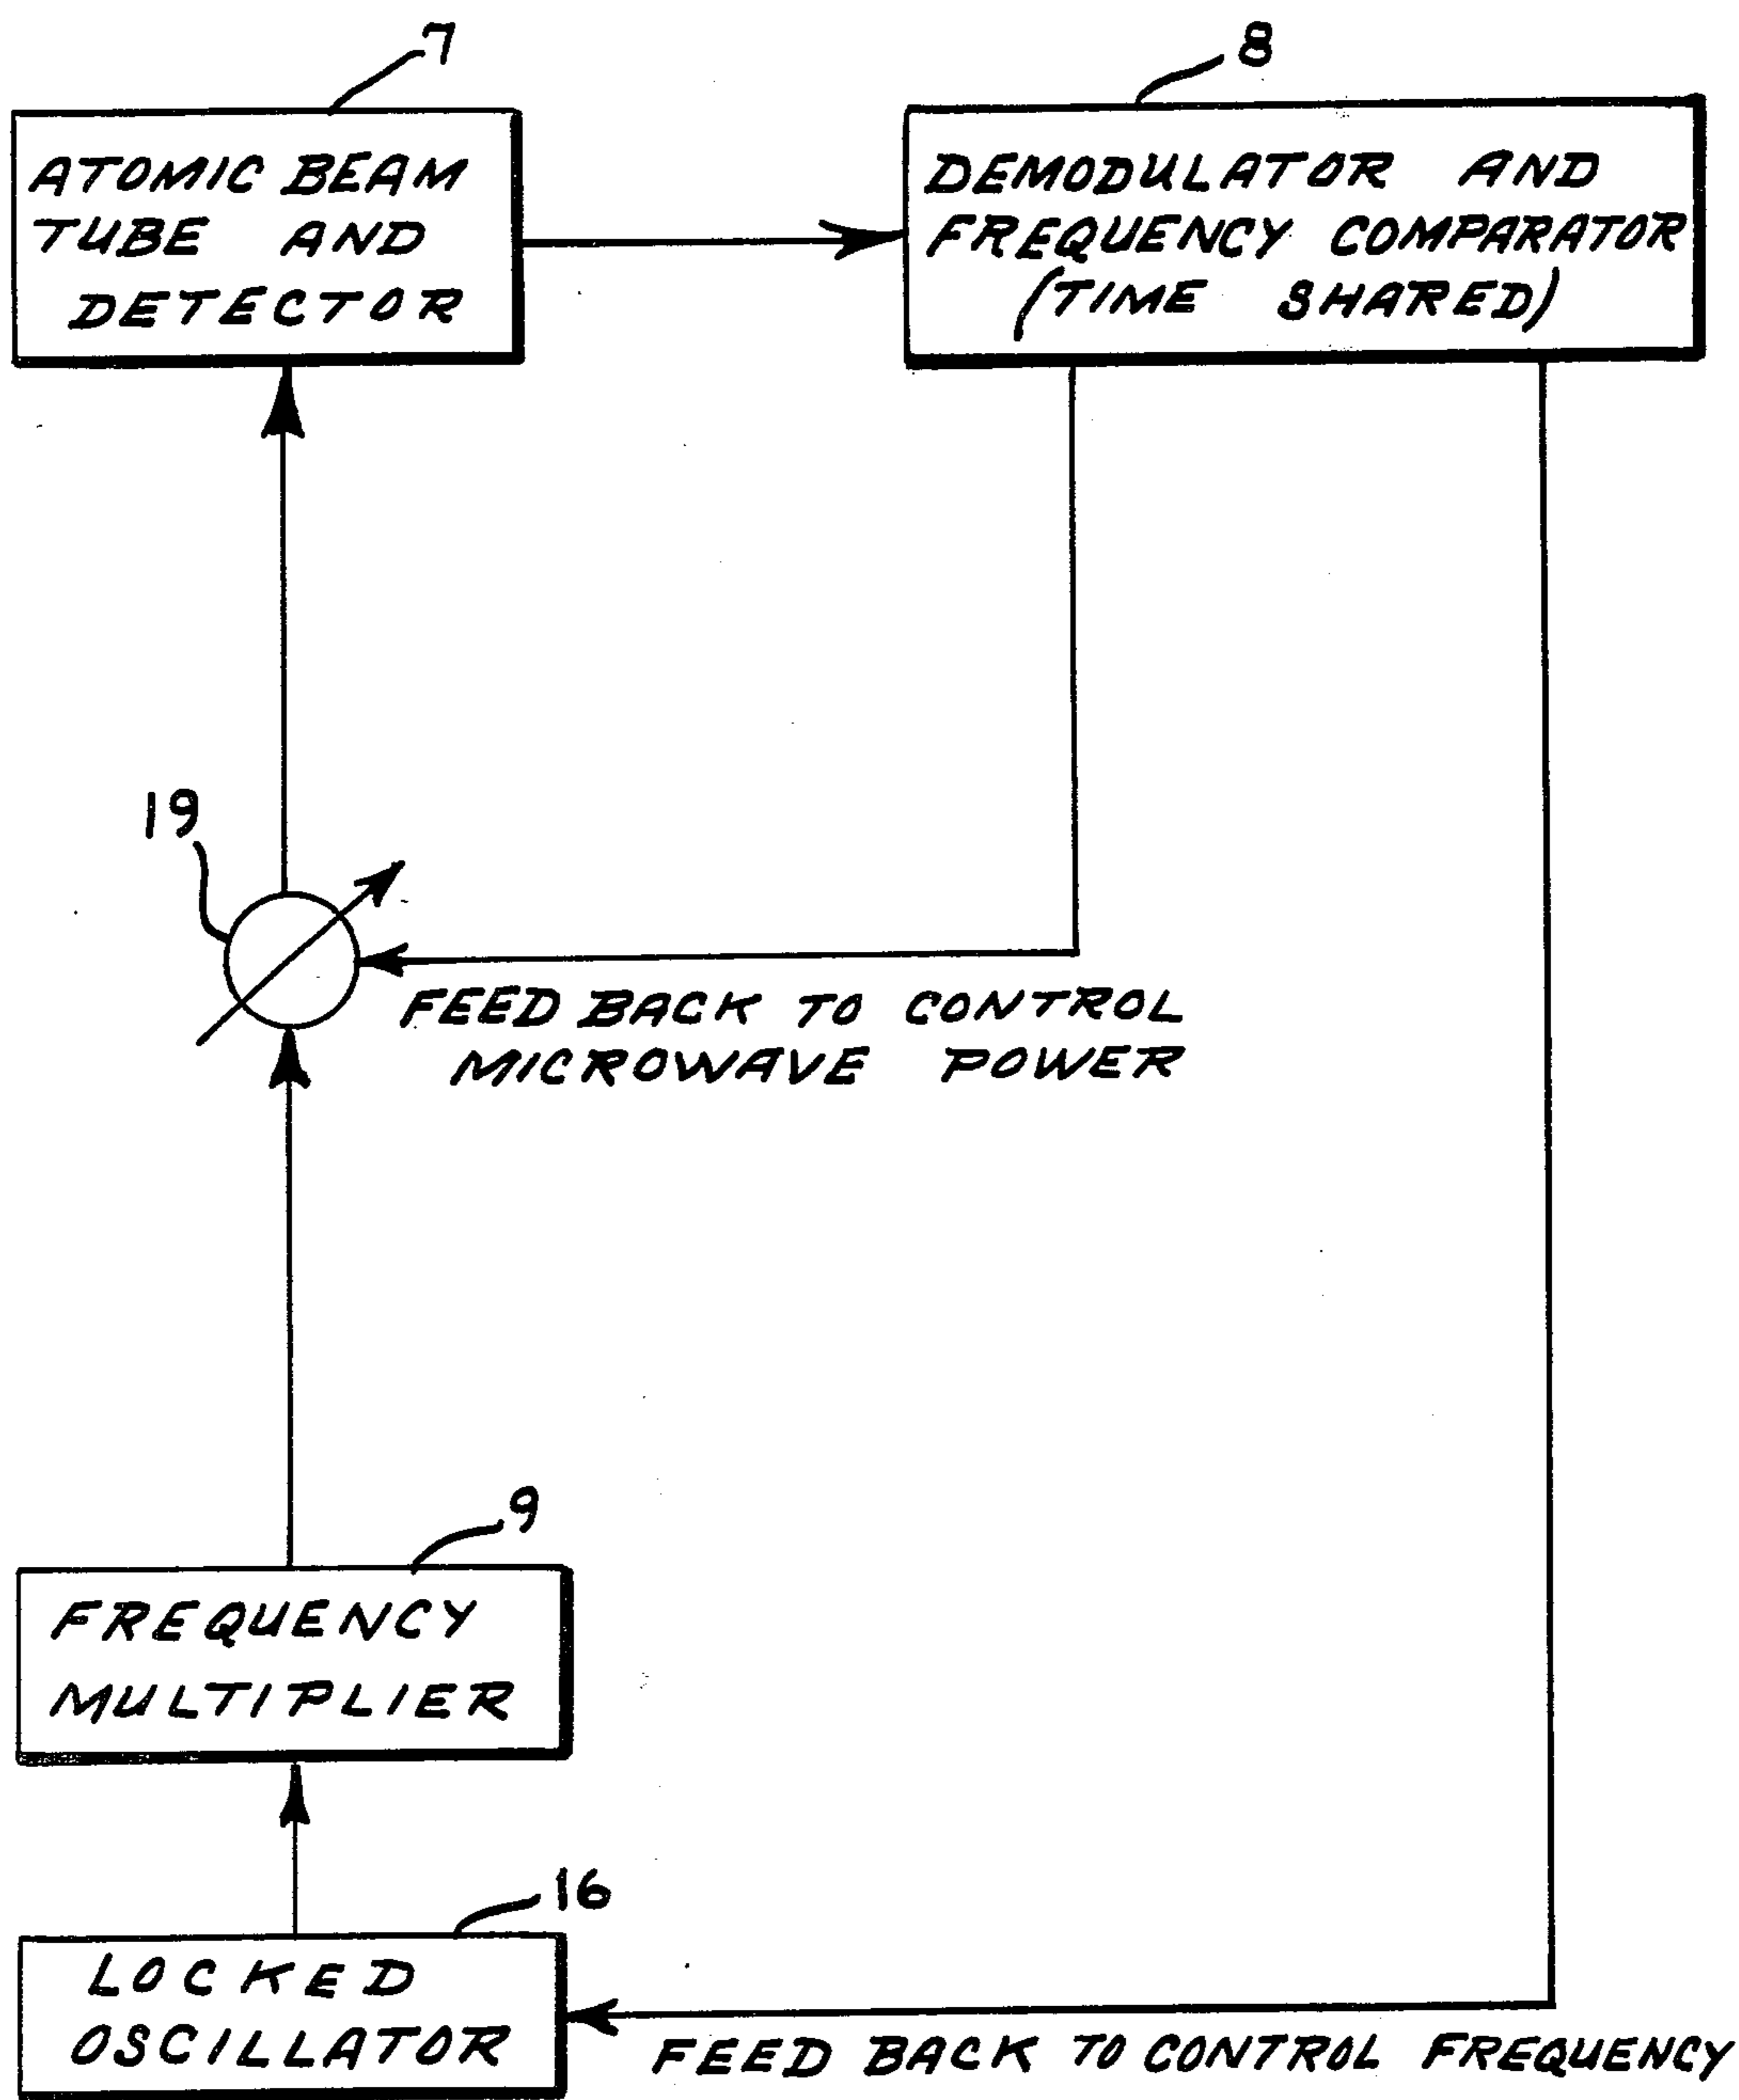 7
8
ATOMIC BEAM
TUBE AND
DETECTOR
DEMODULATOR AND
FREQUENCY COMPARATOR
(TIME SHARED)
19
FEED BACK TO CONTROL
MICROWAVE POWER
9
FREQUENCY
MULTIPLIER
16
LOCKED
OSCILLATOR
FEED BACK TO CONTROL FREQUENCY